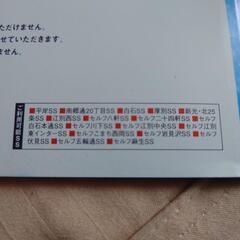 ただけません。
せていただきます。
ません。
ご利用可能SS
■平岸SS ■南郷通20丁目SS ■白石SS ■厚別SS ■新光・北25
条SS ■江別西SS ■セルフ八軒SS ■セルフ二十四軒SS ■セルフ
白石本通SS ■セルフ川下SS ■セルフ江別中央SS ■セルフ江別
東インターSS ■セルフこまち西岡SS ■セルフ岩見沢SS ■セルフ
伏見SS ■セルフ五輪通SS ■セルフ麻生SS